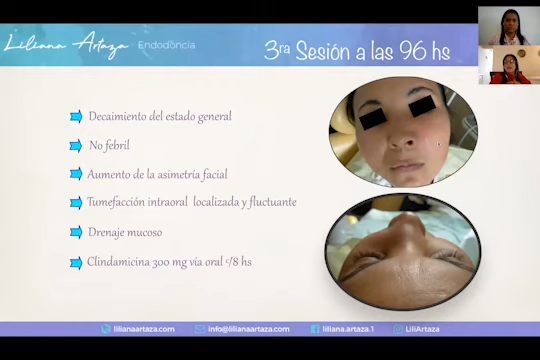 Liliana Artaza Endodoncia
3ra Sesión a las 96 hs
Decaimiento del estado general
No febril
Aumento de la asimetría facial
Tumefacción intraoral localizada y fluctuante
Drenaje mucoso
Clindamicina 300 mg vía oral c/8 hs
lilianaartaza.com
info@lilianaartaza.com
liliana.artaza.1
LiliArtaza